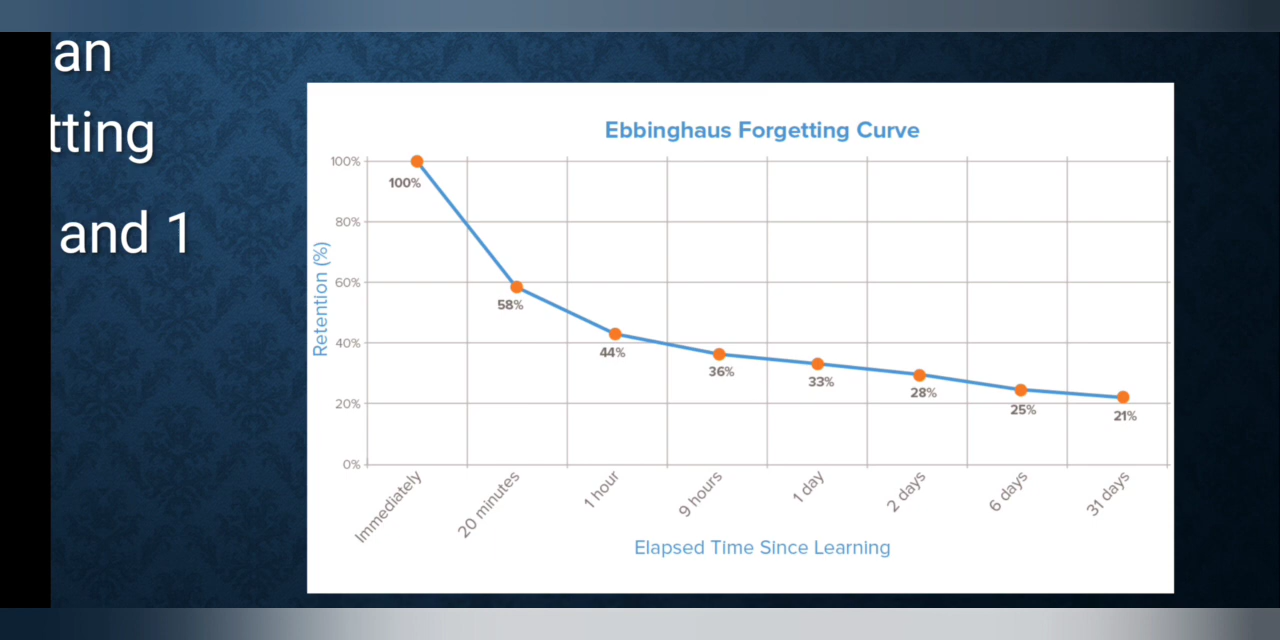 an
tting
and 1
Ebbinghaus Forgetting Curve
Retention (%)
100%
80%
60%
40%
20%
0%
100%
58%
44%
36%
33%
28%
25%
21%
Immediately
20 minutes
1 hour
9 hours
1 day
2 days
6 days
31 days
Elapsed Time Since Learning